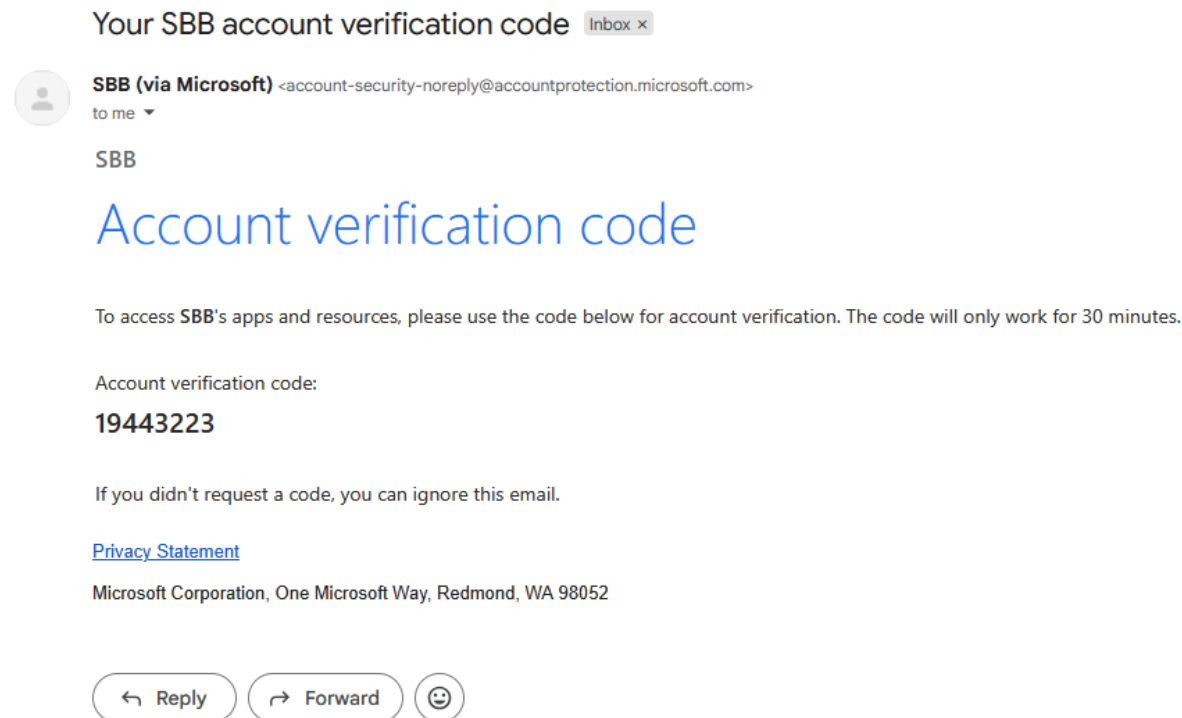 Your SBB account verification code Inbox ×
SBB (via Microsoft) <account-security-noreply@accountprotection.microsoft.com>
to me
SBB
Account verification code
To access SBB's apps and resources, please use the code below for account verification. The code will only work for 30 minutes.
Account verification code:
19443223
If you didn't request a code, you can ignore this email.
Privacy Statement
Microsoft Corporation, One Microsoft Way, Redmond, WA 98052
Reply Forward